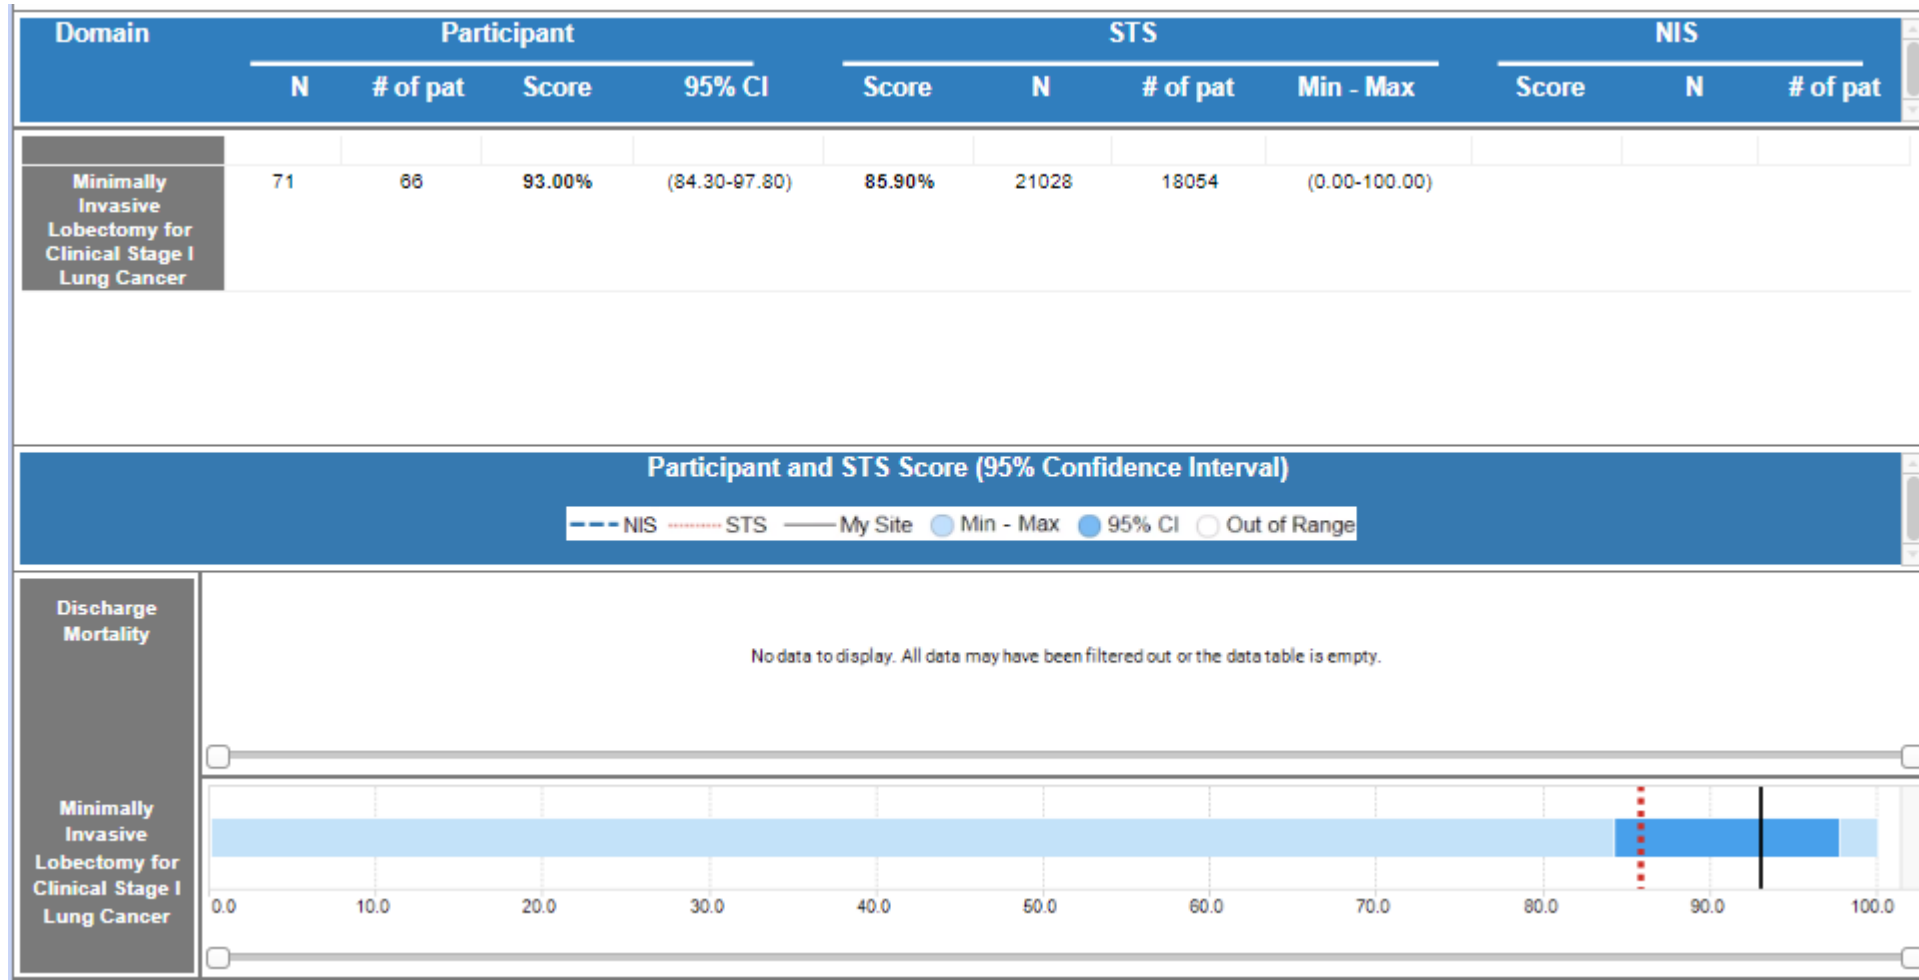 Domain Participant STS NIS
N # of pat Score 95% CI Score N # of pat Min - Max Score N # of pat
Minimally 71 66 93.00% (84.30-97.80) 85.90% 21028 18054 (0.00-100.00)
Invasive
Lobectomy for
Clinical Stage I
Lung Cancer
Participant and STS Score (95% Confidence Interval)
NIS STS My Site Min - Max 95% CI Out of Range
Discharge
Mortality
No data to display. All data may have been filtered out or the data table is empty.
Minimally
Invasive
Lobectomy for
Clinical Stage I
Lung Cancer
0.0 10.0 20.0 30.0 40.0 50.0 60.0 70.0 80.0 90.0 100.0